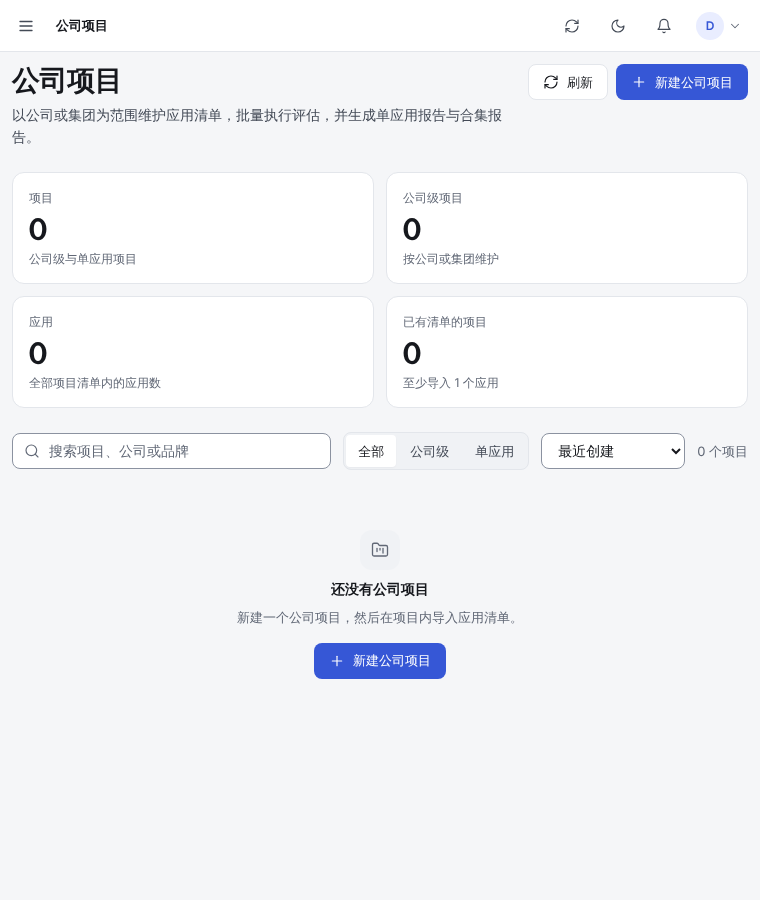 公司项目
D
公司项目
刷新
新建公司项目
以公司或集团为范围维护应用清单，批量执行评估，并生成单应用报告与合集报
告。
项目
0
公司级与单应用项目
公司级项目
0
按公司或集团维护
应用
0
全部项目清单内的应用数
已有清单的项目
0
至少导入 1 个应用
搜索项目、公司或品牌
全部
公司级
单应用
最近创建
0 个项目
还没有公司项目
新建一个公司项目，然后在项目内导入应用清单。
新建公司项目